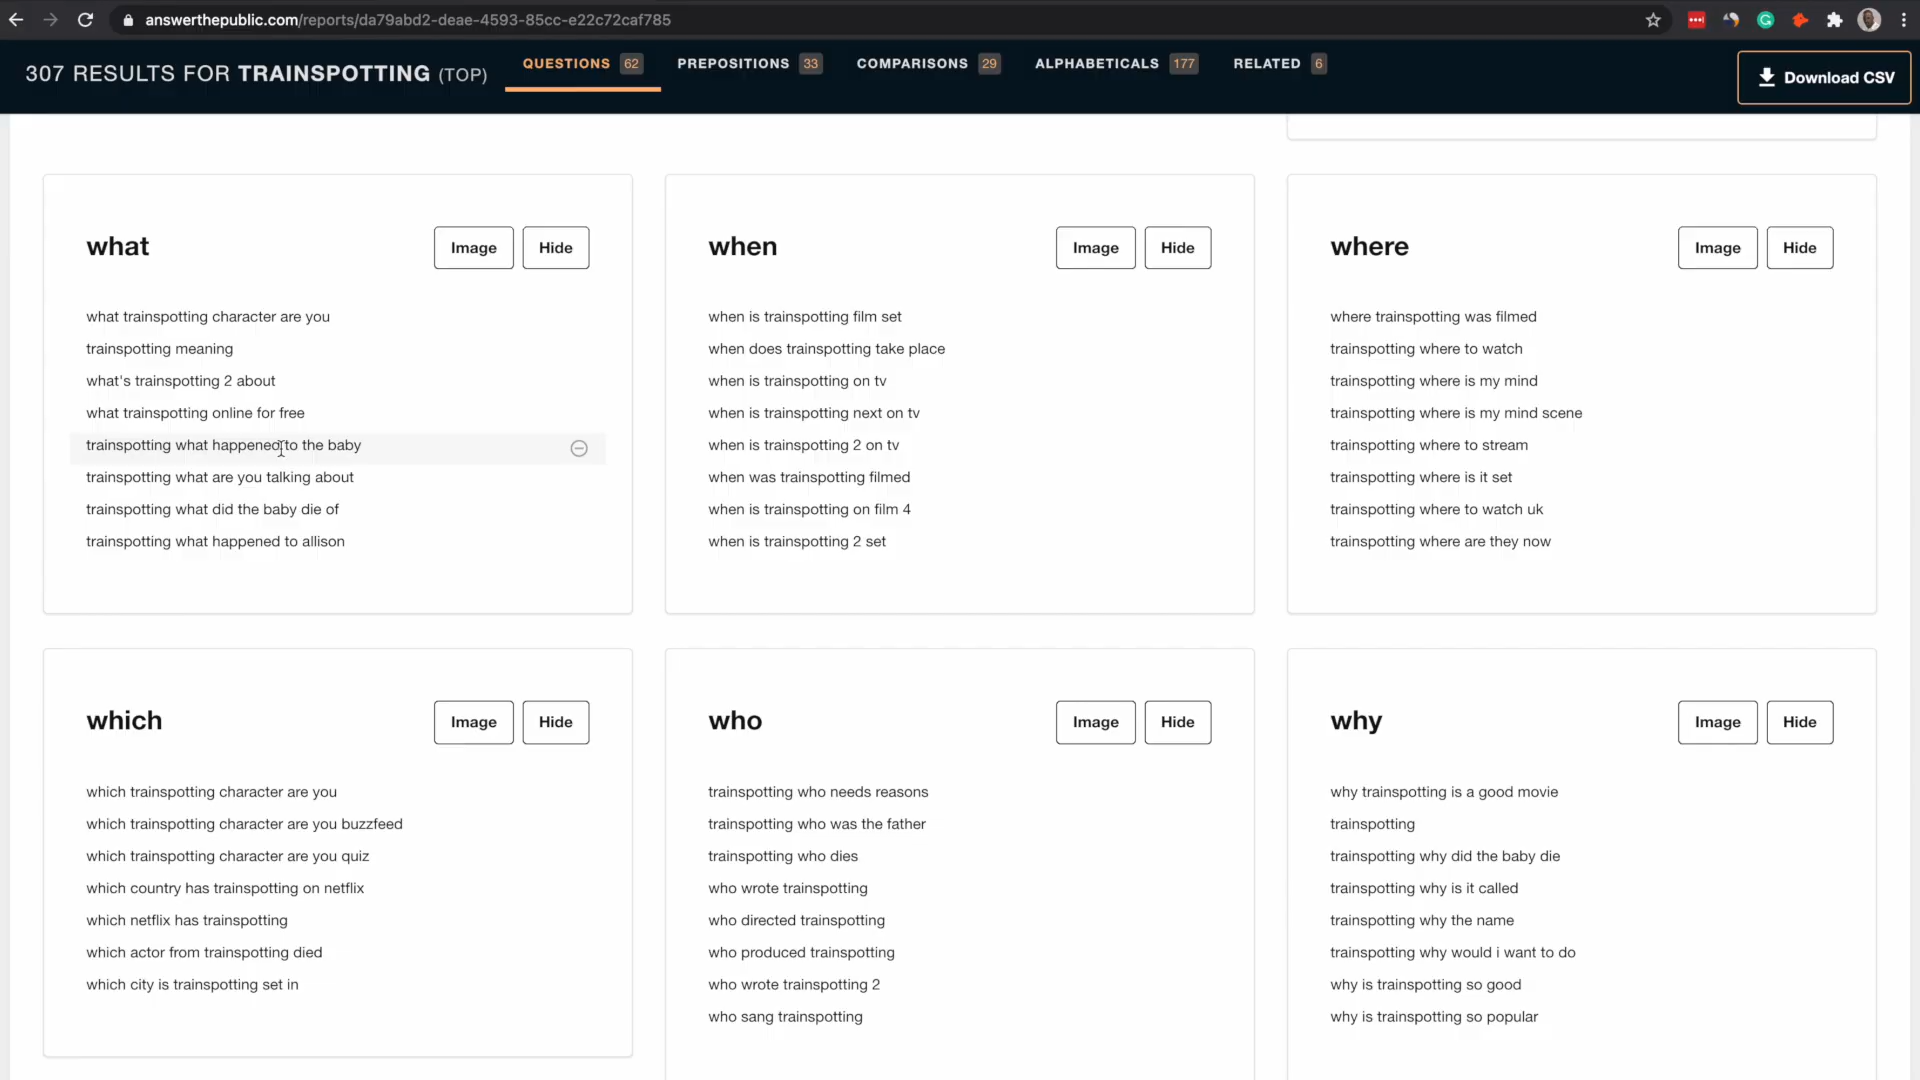 answerthepublic.com/reports/da79abd2-deae-4593-85cc-e22c72caf785
307 RESULTS FOR TRAINSPOTTING (TOP)
QUESTIONS 62
PREPOSITIONS 33
COMPARISONS 29
ALPHABETICALS 177
RELATED 6
Download CSV
what
Image
Hide
what trainspotting character are you
trainspotting meaning
what's trainspotting 2 about
what trainspotting online for free
trainspotting what happened to the baby
trainspotting what are you talking about
trainspotting what did the baby die of
trainspotting what happened to allison
when
Image
Hide
when is trainspotting film set
when does trainspotting take place
when is trainspotting on tv
when is trainspotting next on tv
when is trainspotting 2 on tv
when was trainspotting filmed
when is trainspotting on film 4
when is trainspotting 2 set
where
Image
Hide
where trainspotting was filmed
trainspotting where to watch
trainspotting where is my mind
trainspotting where is my mind scene
trainspotting where to stream
trainspotting where is it set
trainspotting where to watch uk
trainspotting where are they now
which
Image
Hide
which trainspotting character are you
which trainspotting character are you buzzfeed
which trainspotting character are you quiz
which country has trainspotting on netflix
which netflix has trainspotting
which actor from trainspotting died
which city is trainspotting set in
who
Image
Hide
trainspotting who needs reasons
trainspotting who was the father
trainspotting who dies
who wrote trainspotting
who directed trainspotting
who produced trainspotting
who wrote trainspotting 2
who sang trainspotting
why
Image
Hide
why trainspotting is a good movie
trainspotting
trainspotting why did the baby die
trainspotting why is it called
trainspotting why the name
trainspotting why would i want to do
why is trainspotting so good
why is trainspotting so popular